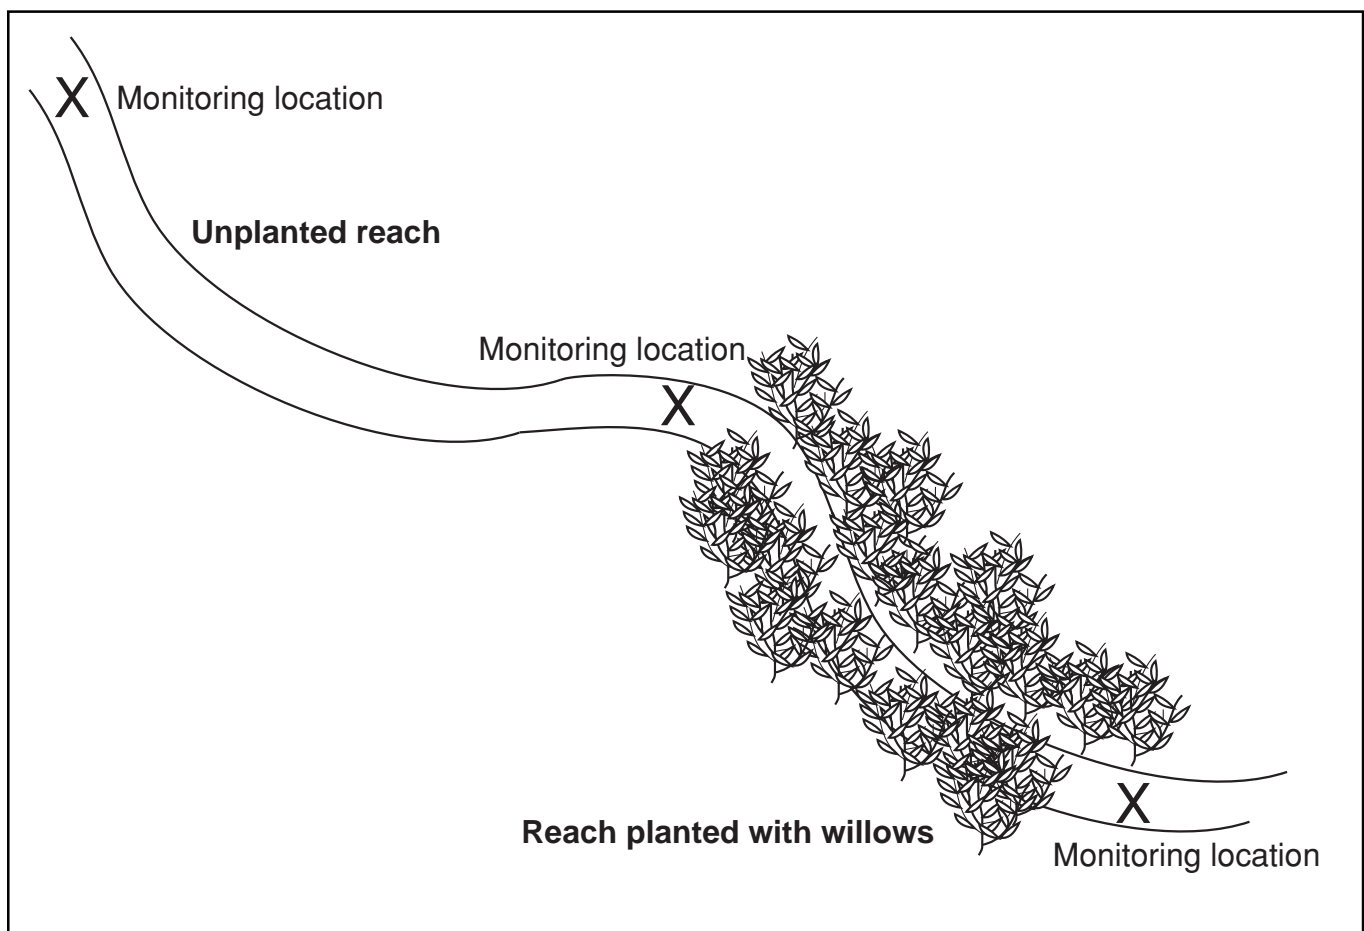 X Monitoring location
Unplanted reach
Monitoring location
X
Reach planted with willows
X
Monitoring location